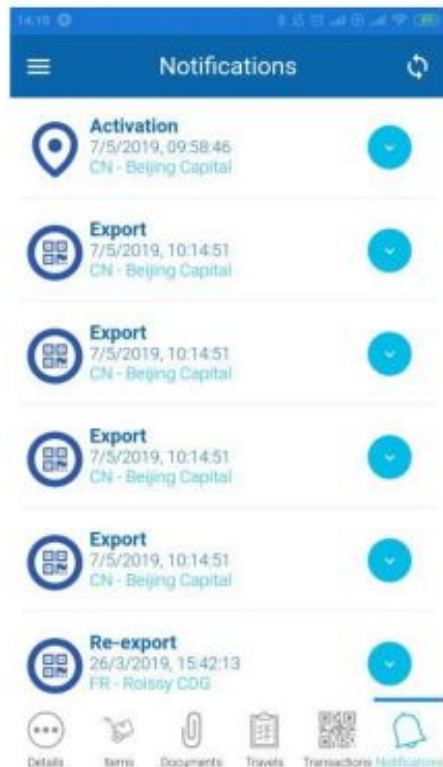 14:10
Notifications
Activation
7/5/2019, 09:58:46
CN - Beijing Capital
Export
7/5/2019, 10:14:51
CN - Beijing Capital
Export
7/5/2019, 10:14:51
CN - Beijing Capital
Export
7/5/2019, 10:14:51
CN - Beijing Capital
Export
7/5/2019, 10:14:51
CN - Beijing Capital
Re-export
26/3/2019, 15:42:13
FR - Roissy CDG
Details Items Documents Travels Transactions Notifications